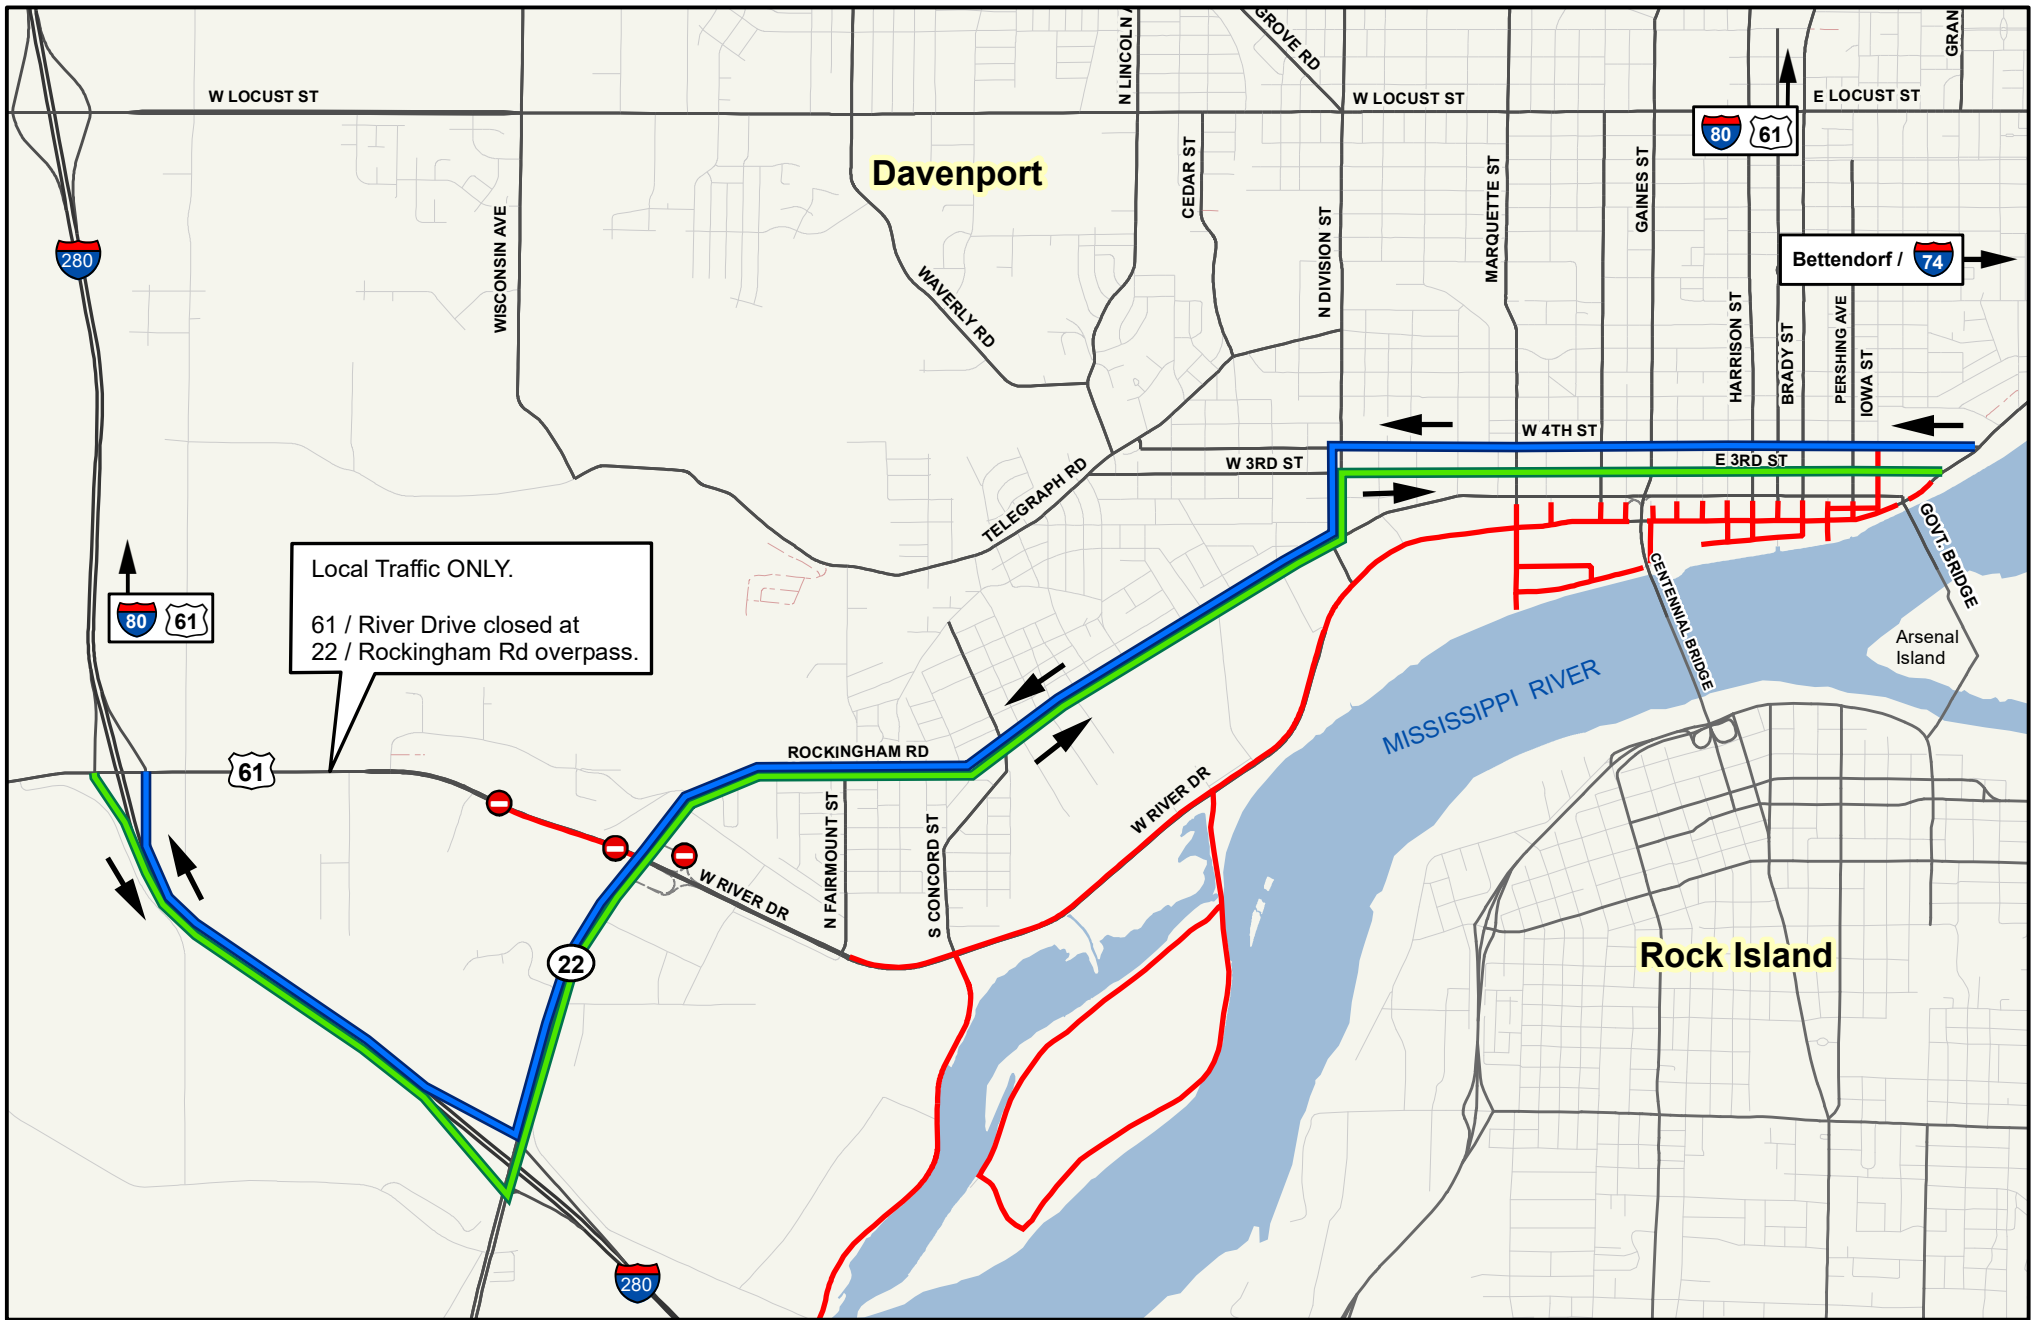 W LOCUST ST
N LINCOLN A
GROVE RD
W LOCUST ST
E LOCUST ST
GRAN
80 61
Davenport
CEDAR ST
N DIVISION ST
MARQUETTE ST
GAINES ST
WISCONSIN AVE
280
WAVERLY RD
Bettendorf / 74
HARRISON ST
BRADY ST
PERSHING AVE
IOWA ST
W 4TH ST
W 3RD ST
E 3RD ST
TELEGRAPH RD
GOVT. BRIDGE
CENTENNIAL BRIDGE
Local Traffic ONLY.
61 / River Drive closed at
22 / Rockingham Rd overpass.
80 61
Arsenal
Island
MISSISSIPPI RIVER
ROCKINGHAM RD
61
W RIVER DR
N FAIRMOUNT ST
S CONCORD ST
W RIVER DR
22
Rock Island
280